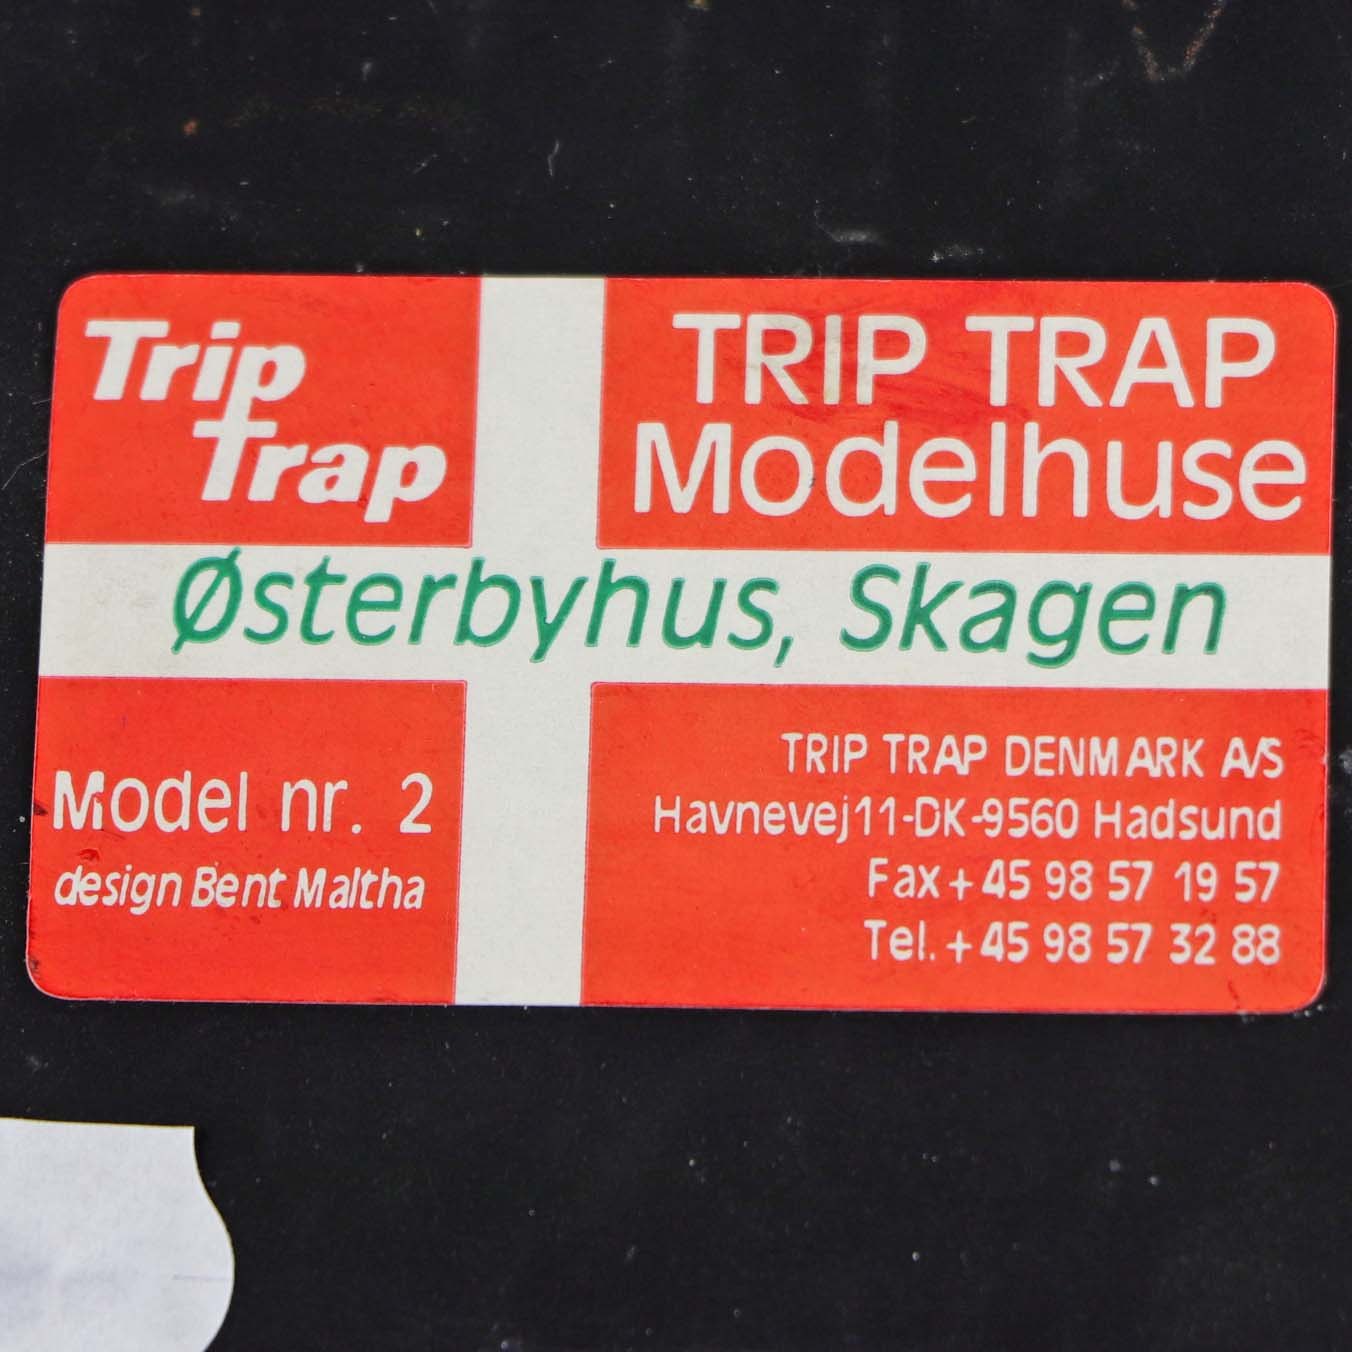 Trip
Trap
TRIP TRAP
Modelhuse
Østerbyhus, Skagen
Model nr. 2
design Bent Maltha
TRIP TRAP DENMARK A/S
Havnevej 11-DK-9560 Hadsund
Fax + 45 98 57 19 57
Tel. + 45 98 57 32 88